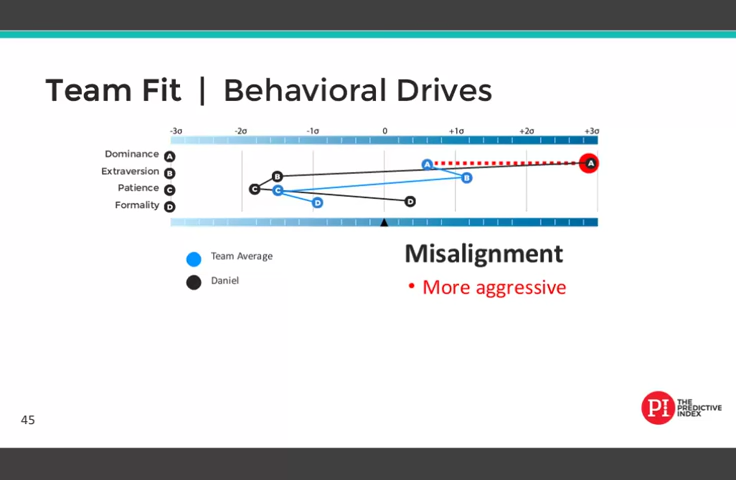 Team Fit | Behavioral Drives
-3σ -2σ -1σ 0 +1σ +2σ +3σ
Dominance A A A
Extraversion B B B
Patience C C C
Formality D D D
Team Average
Daniel
Misalignment
• More aggressive
45
PI THE PREDICTIVE INDEX